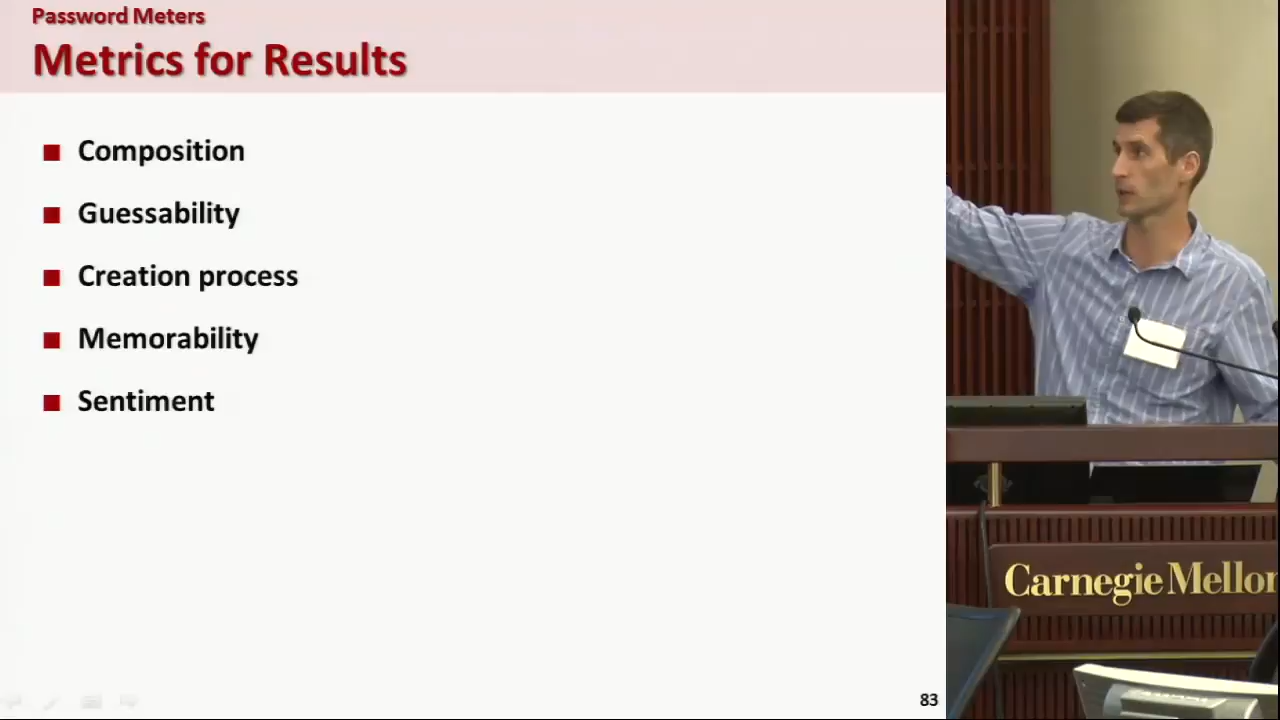 Password Meters
Metrics for Results
Composition
Guessability
Creation process
Memorability
Sentiment
83
Carnegie Mellon